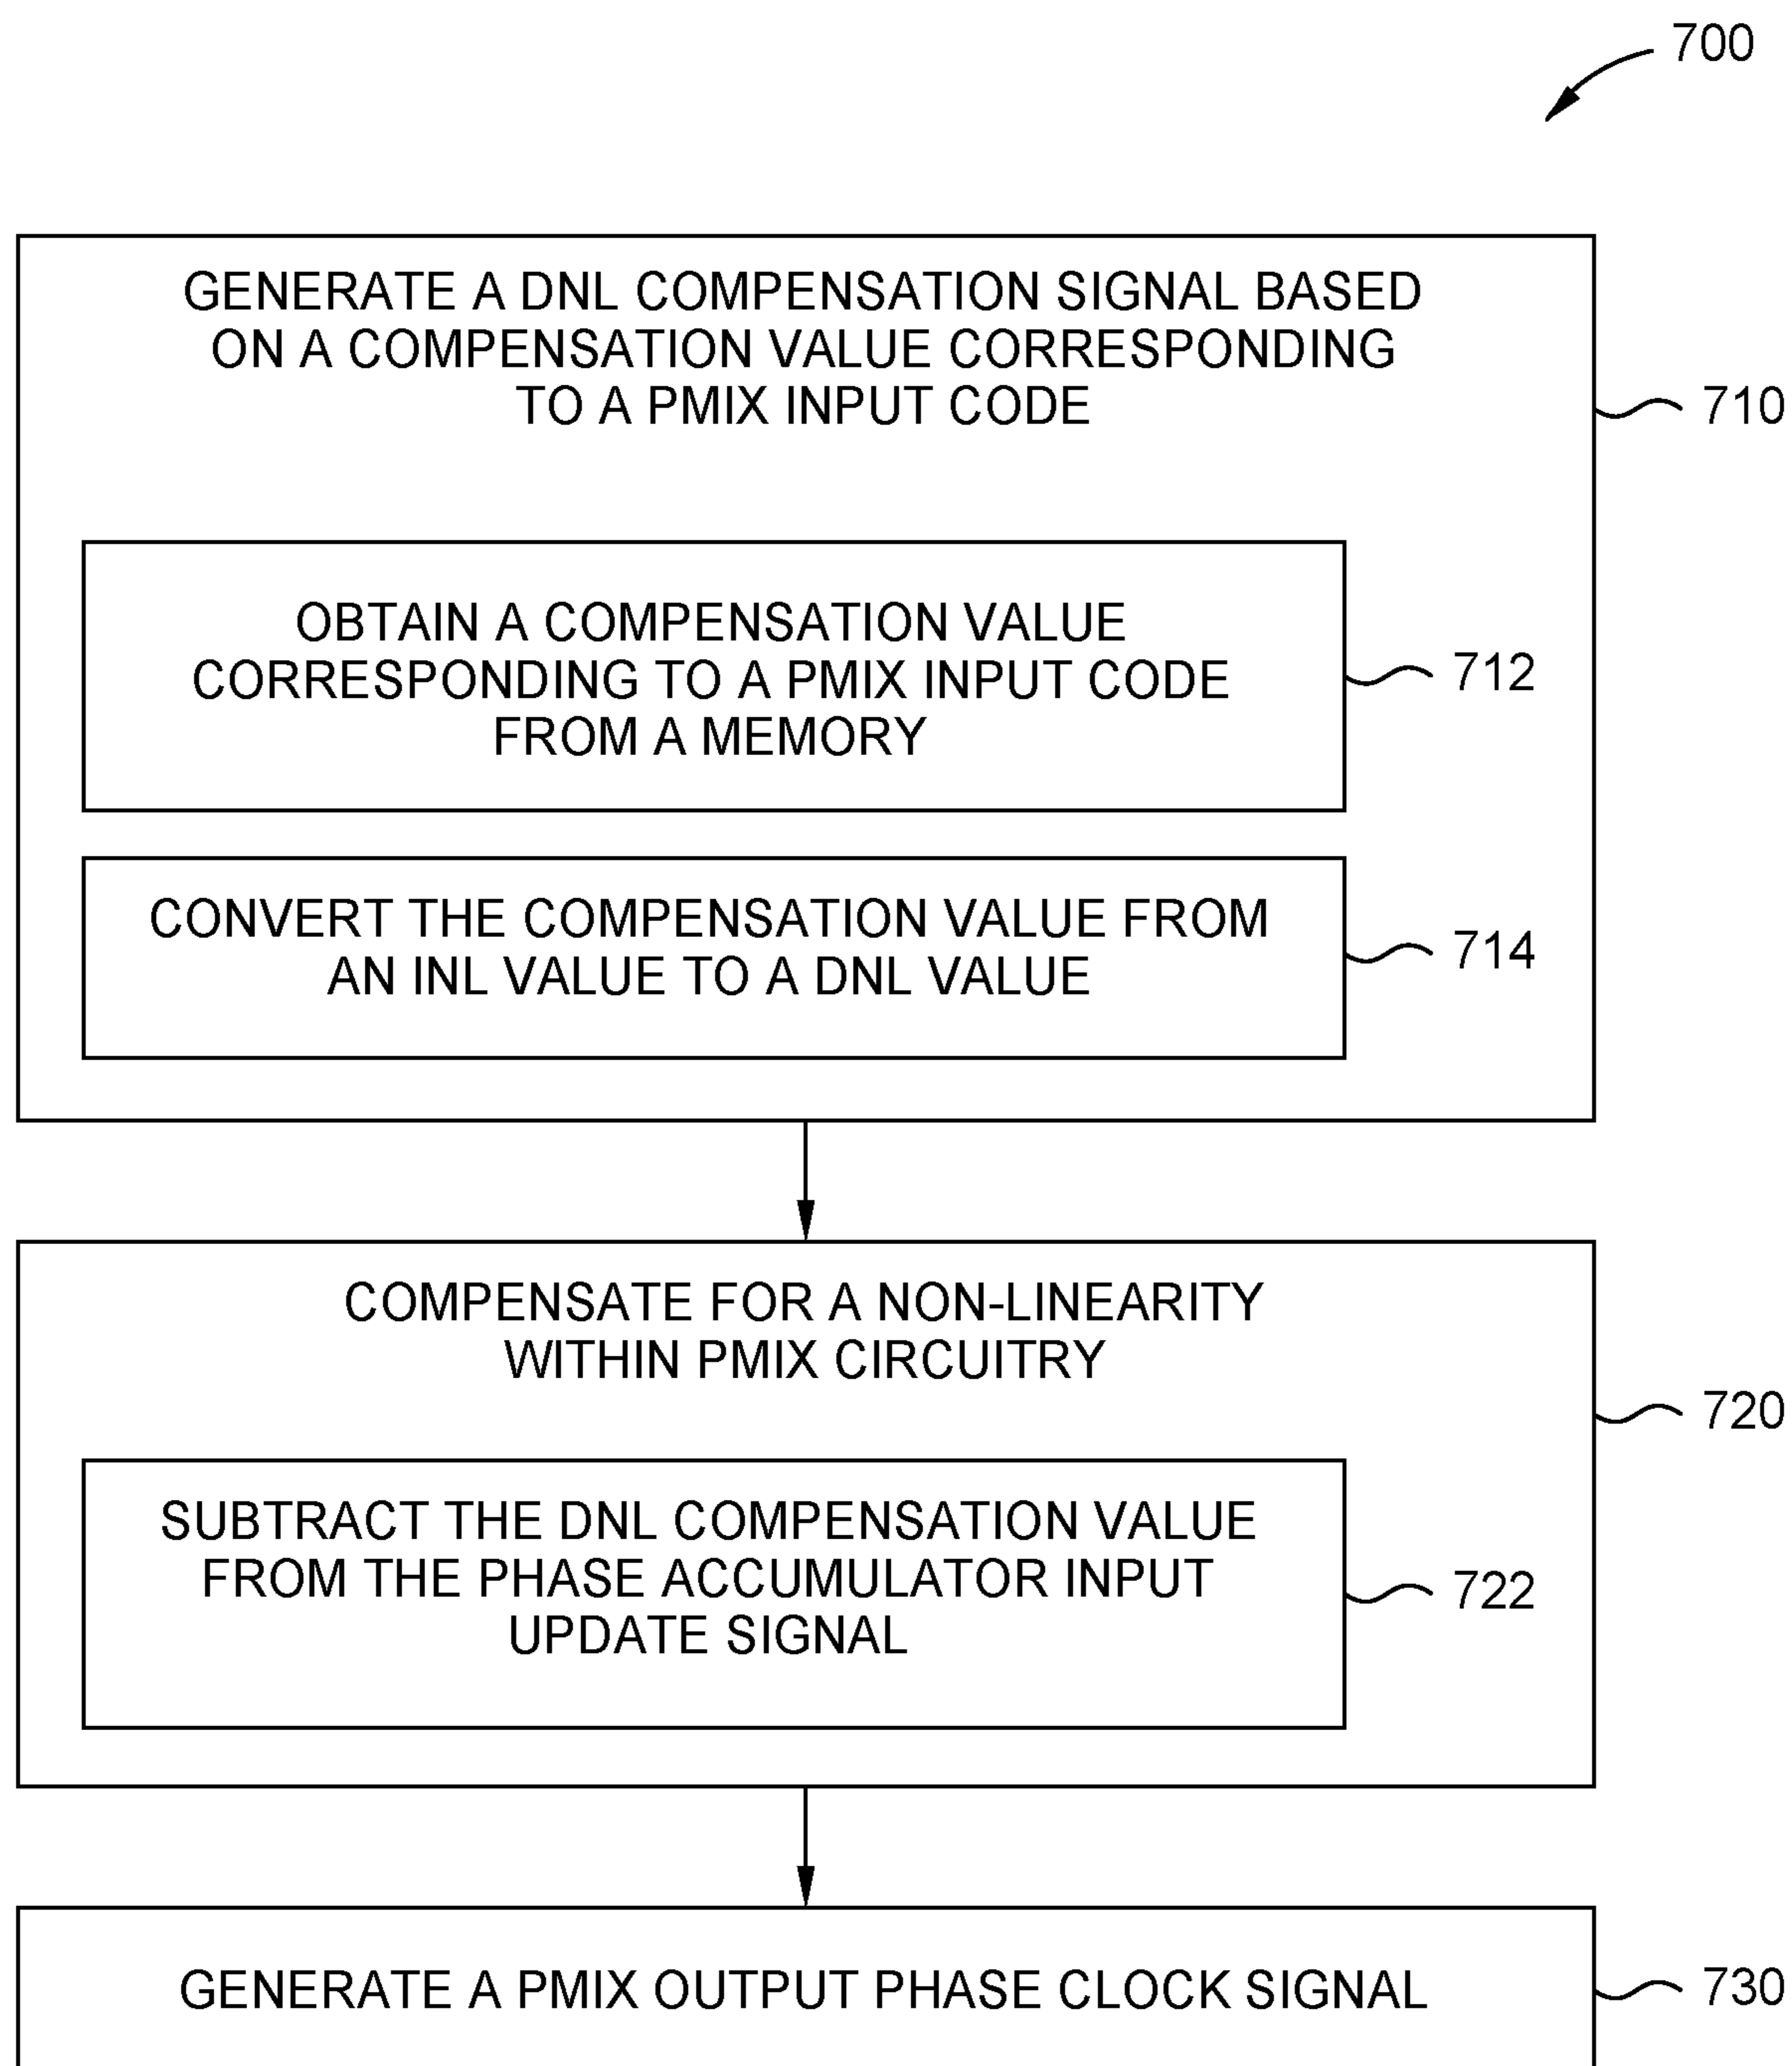 700
GENERATE A DNL COMPENSATION SIGNAL BASED
ON A COMPENSATION VALUE CORRESPONDING
TO A PMIX INPUT CODE
710
OBTAIN A COMPENSATION VALUE
CORRESPONDING TO A PMIX INPUT CODE
FROM A MEMORY
712
CONVERT THE COMPENSATION VALUE FROM
AN INL VALUE TO A DNL VALUE
714
COMPENSATE FOR A NON-LINEARITY
WITHIN PMIX CIRCUITRY
720
SUBTRACT THE DNL COMPENSATION VALUE
FROM THE PHASE ACCUMULATOR INPUT
UPDATE SIGNAL
722
GENERATE A PMIX OUTPUT PHASE CLOCK SIGNAL
730